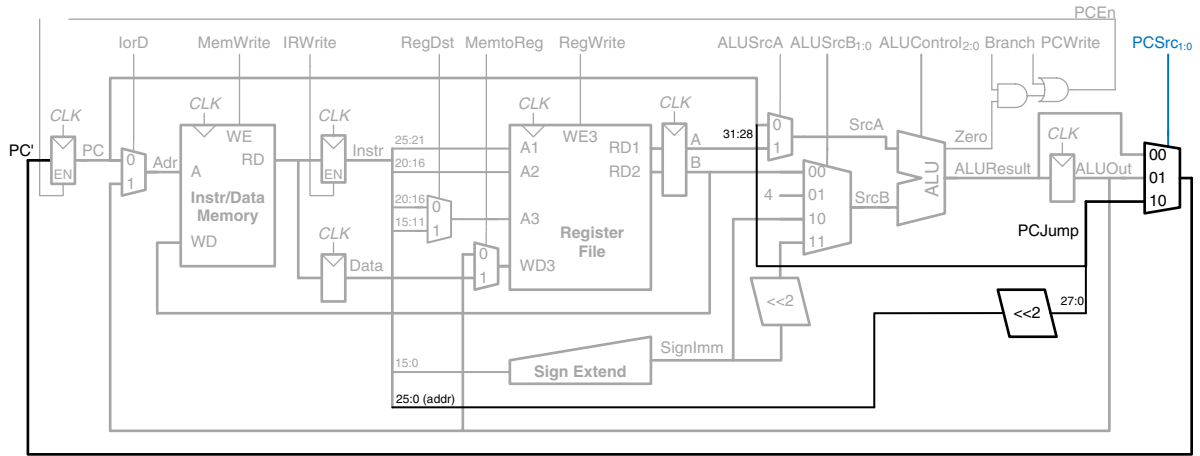 PCEn
IorD MemWrite IRWrite RegDst MemtoReg RegWrite ALUSrcA ALUSrcB1:0 ALUControl2:0 Branch PCWrite PCSrc1:0
CLK CLK CLK CLK CLK
PC' PC EN
0 1 Adr
WE A RD Instr/Data
Memory
WD
EN Instr
CLK Data
25:21
20:16
20:16 0
15:11 1
0 1
WE3
A1 RD1
A2 RD2
A3
Register
File
WD3
A
B
31:28 0
1
SrcA
00
4 01
10
11
SrcB
ALU
Zero
ALUResult CLK ALUOut
00
01
10
PCJump
<<2
<<2 27:0
SignImm
15:0 Sign Extend
25:0 (addr)